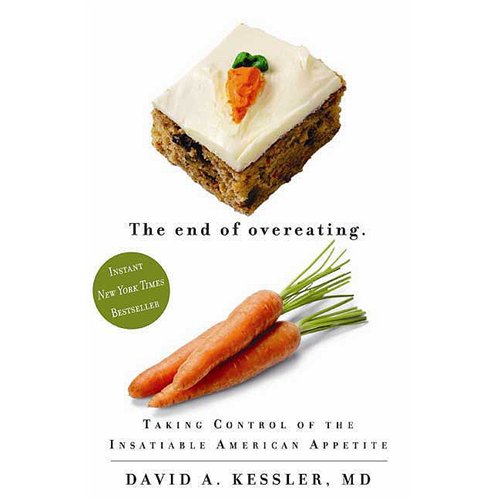 The end of overeating.
INSTANT
NEW YORK TIMES
BESTSELLER
TAKING CONTROL OF THE
INSATIABLE AMERICAN APPETITE
DAVID A. KESSLER, MD